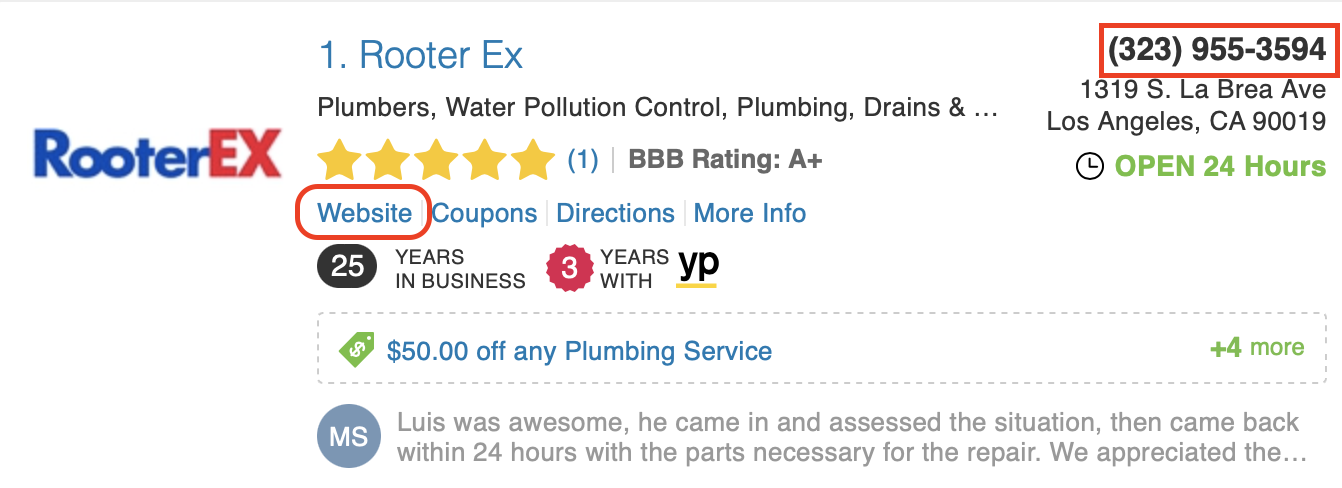 1. Rooter Ex
(323) 955-3594
Plumbers, Water Pollution Control, Plumbing, Drains & ...
1319 S. La Brea Ave
Los Angeles, CA 90019
RooterEX
(1) BBB Rating: A+
OPEN 24 Hours
Website Coupons Directions More Info
25 YEARS IN BUSINESS 3 YEARS WITH yp
$50.00 off any Plumbing Service +4 more
MS
Luis was awesome, he came in and assessed the situation, then came back
within 24 hours with the parts necessary for the repair. We appreciated the...